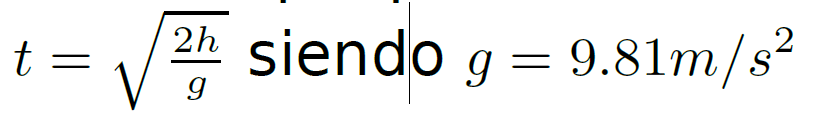 t = √(2h/g) siendo g = 9.81m/s²